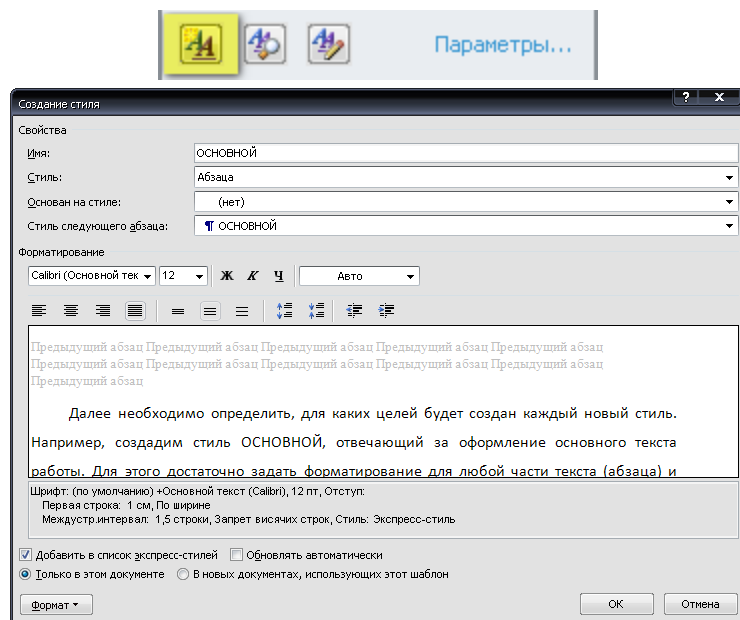 Параметры...
Создание стиля
? X
Свойства
Имя: ОСНОВНОЙ
Стиль: Абзаца
Основан на стиле: (нет)
Стиль следующего абзаца: ¶ ОСНОВНОЙ
Форматирование
Calibri (Основной тек 12 Ж К Ч Авто
Предыдущий абзац Предыдущий абзац Предыдущий абзац Предыдущий абзац Предыдущий абзац
Предыдущий абзац Предыдущий абзац Предыдущий абзац Предыдущий абзац Предыдущий абзац
Предыдущий абзац
Далее необходимо определить, для каких целей будет создан каждый новый стиль.
Например, создадим стиль ОСНОВНОЙ, отвечающий за оформление основного текста
работы. Для этого достаточно задать форматирование для любой части текста (абзаца) и
Шрифт: (по умолчанию) +Основной текст (Calibri), 12 пт, Отступ:
Первая строка: 1 см, По ширине
Междустр.интервал: 1,5 строки, Запрет висячих строк, Стиль: Экспресс-стиль
Добавить в список экспресс-стилей Обновлять автоматически
Только в этом документе В новых документах, использующих этот шаблон
Формат OK Отмена